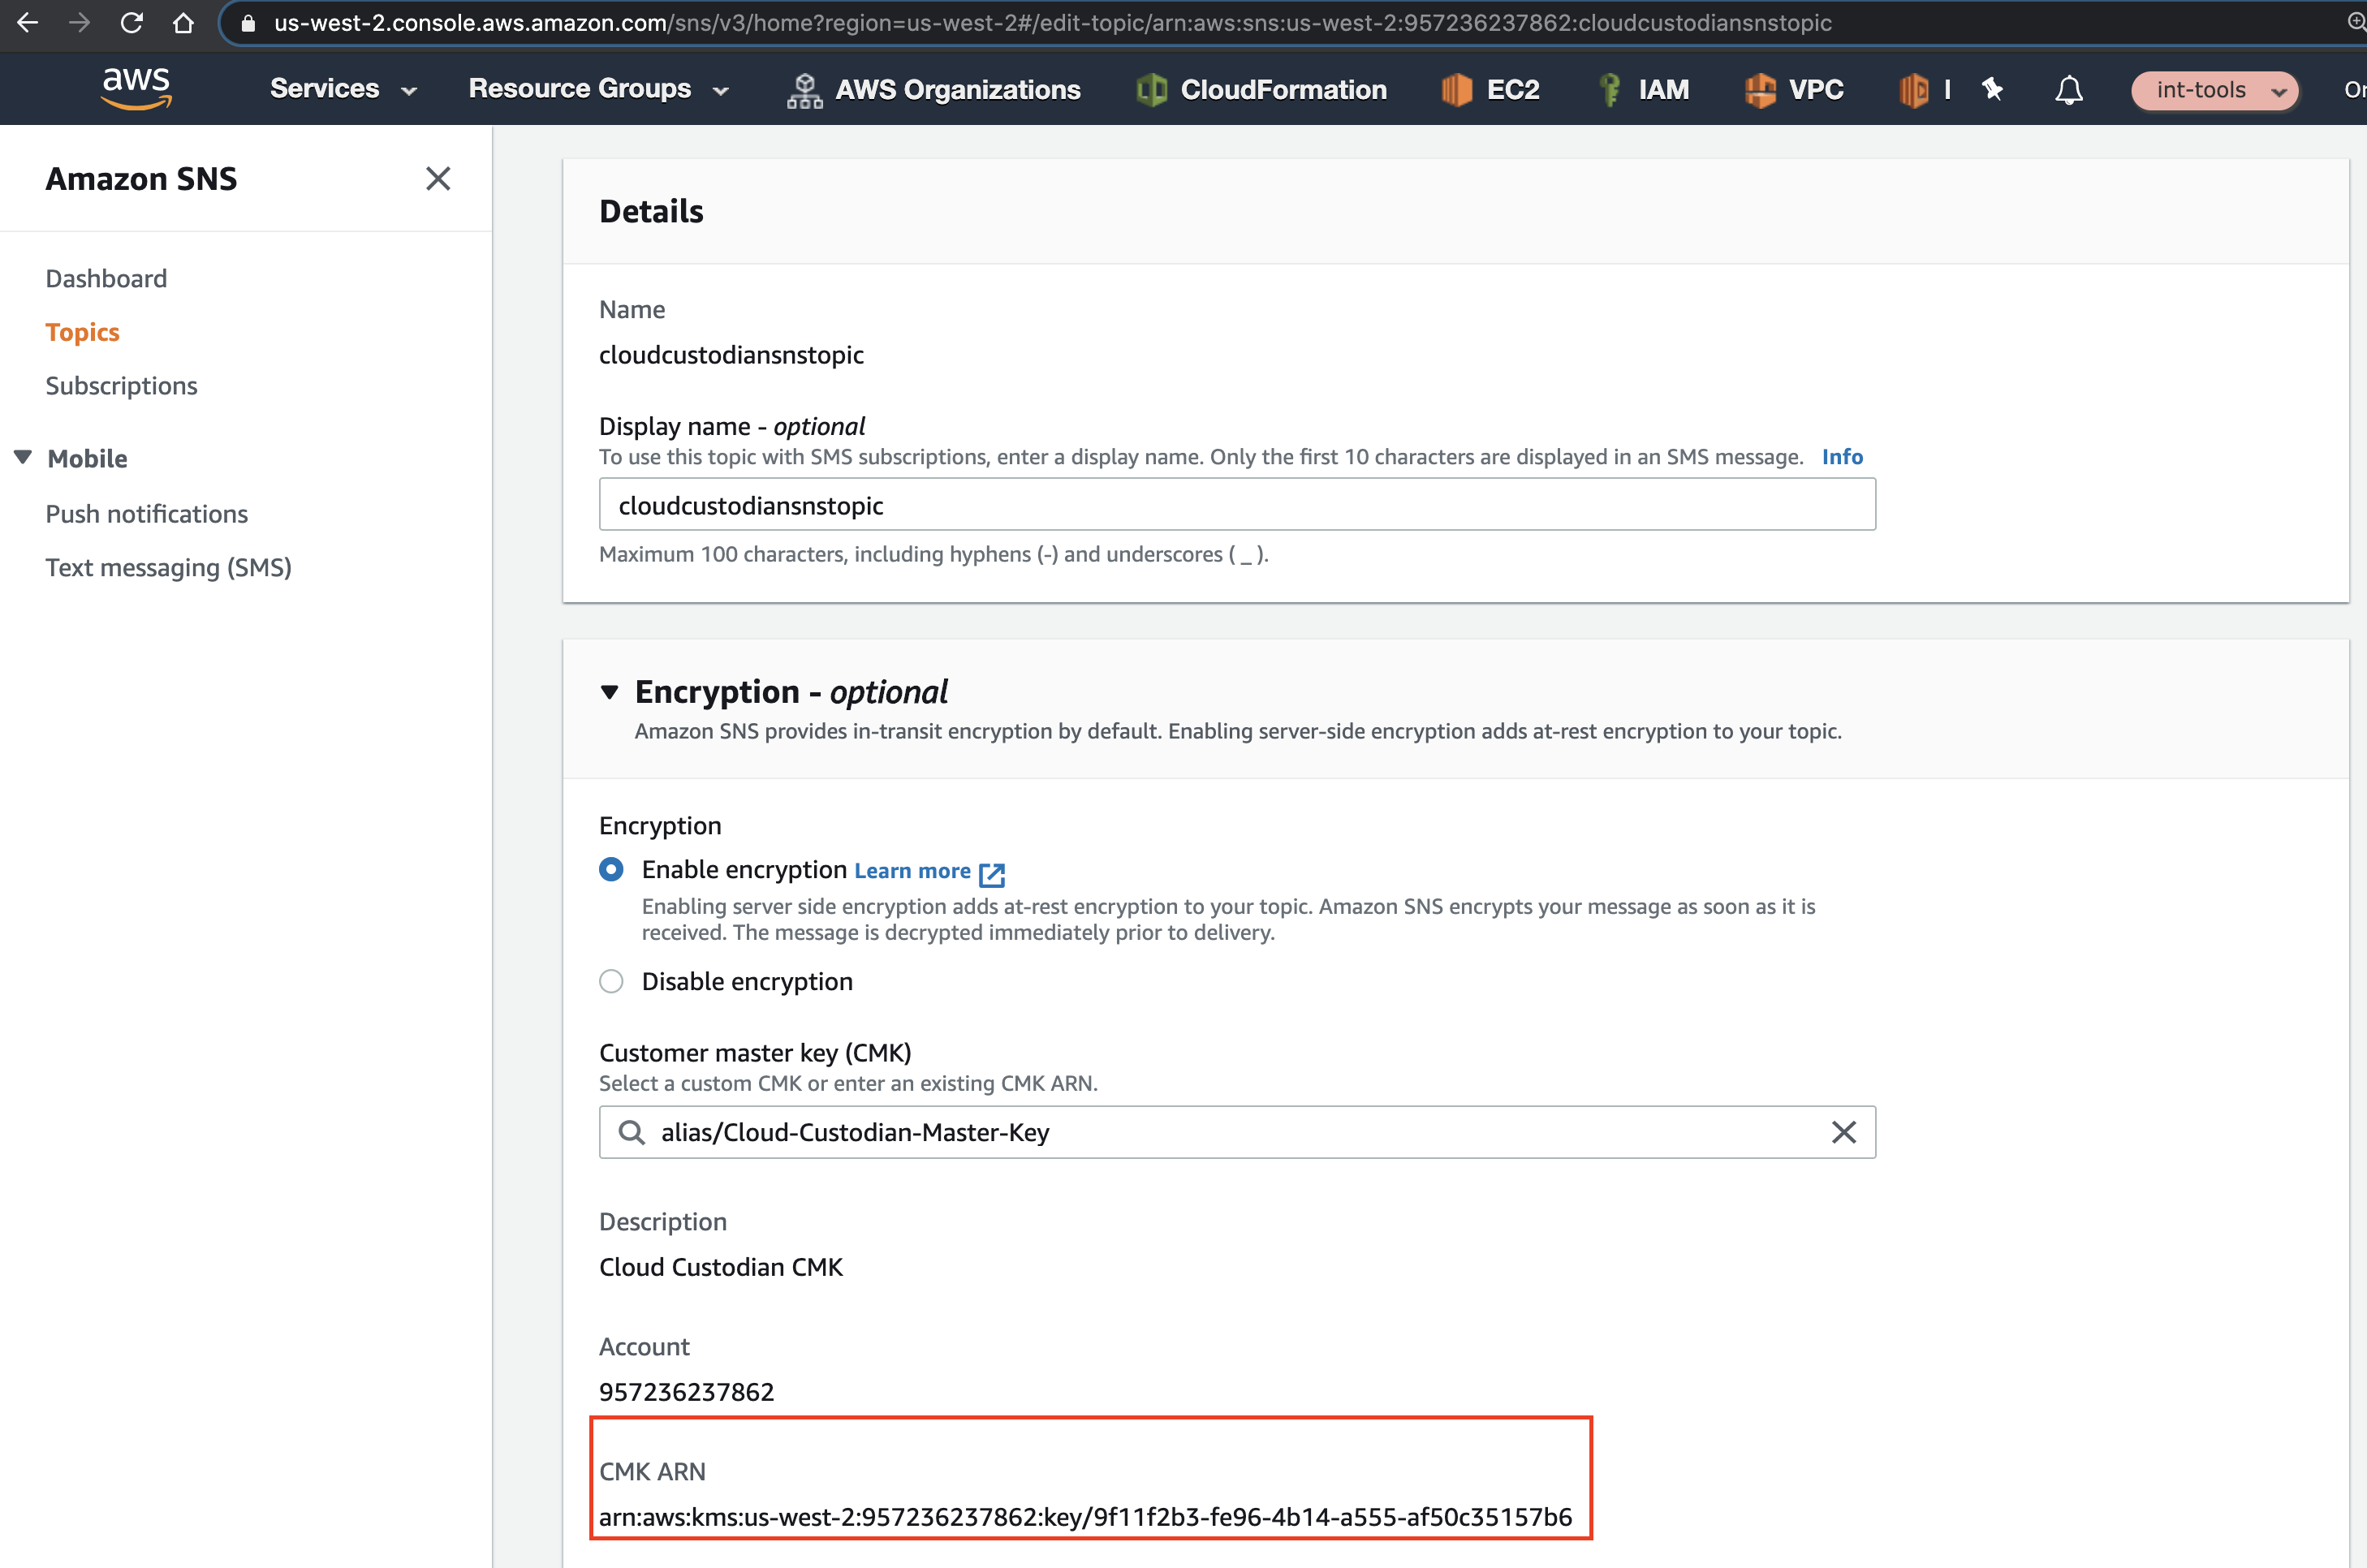 us-west-2.console.aws.amazon.com/sns/v3/home?region=us-west-2#/edit-topic/arn:aws:sns:us-west-2:957236237862:cloudcustodiansnstopic
aws Services Resource Groups AWS Organizations CloudFormation EC2 IAM VPC I int-tools
Amazon SNS
Dashboard
Topics
Subscriptions
Mobile
Push notifications
Text messaging (SMS)
Details
Name
cloudcustodiansnstopic
Display name - optional
To use this topic with SMS subscriptions, enter a display name. Only the first 10 characters are displayed in an SMS message. Info
cloudcustodiansnstopic
Maximum 100 characters, including hyphens (-) and underscores ( _ ).
Encryption - optional
Amazon SNS provides in-transit encryption by default. Enabling server-side encryption adds at-rest encryption to your topic.
Encryption
Enable encryption Learn more
Enabling server side encryption adds at-rest encryption to your topic. Amazon SNS encrypts your message as soon as it is
received. The message is decrypted immediately prior to delivery.
Disable encryption
Customer master key (CMK)
Select a custom CMK or enter an existing CMK ARN.
alias/Cloud-Custodian-Master-Key
Description
Cloud Custodian CMK
Account
957236237862
CMK ARN
arn:aws:kms:us-west-2:957236237862:key/9f11f2b3-fe96-4b14-a555-af50c35157b6